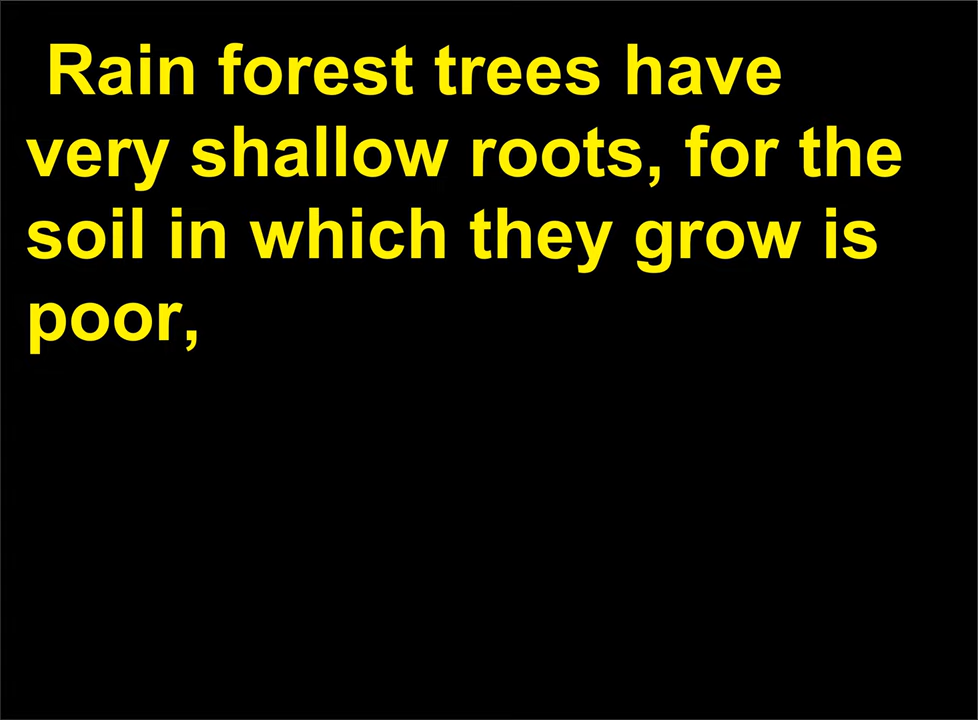 Rain forest trees have
very shallow roots, for the
soil in which they grow is
poor,